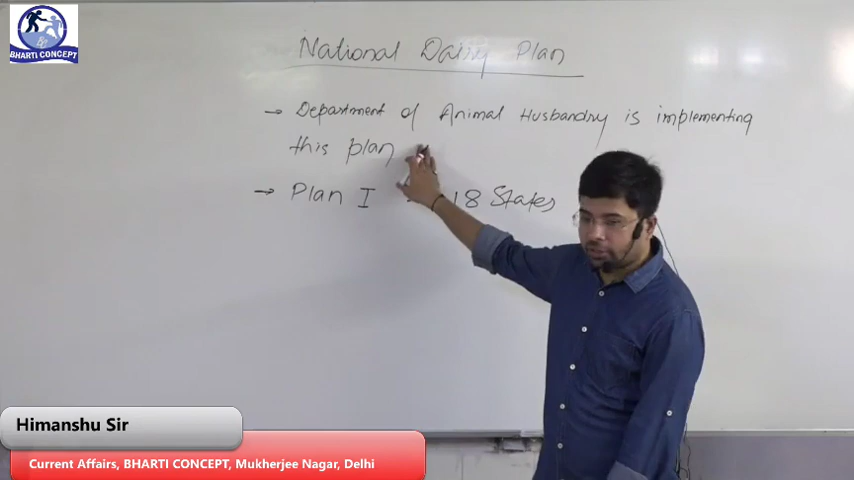 BHARTI CONCEPT
National Dairy Plan
→ Department of Animal Husbandry is implementing
this plan
→ Plan I 18 States
Himanshu Sir
Current Affairs, BHARTI CONCEPT, Mukherjee Nagar, Delhi